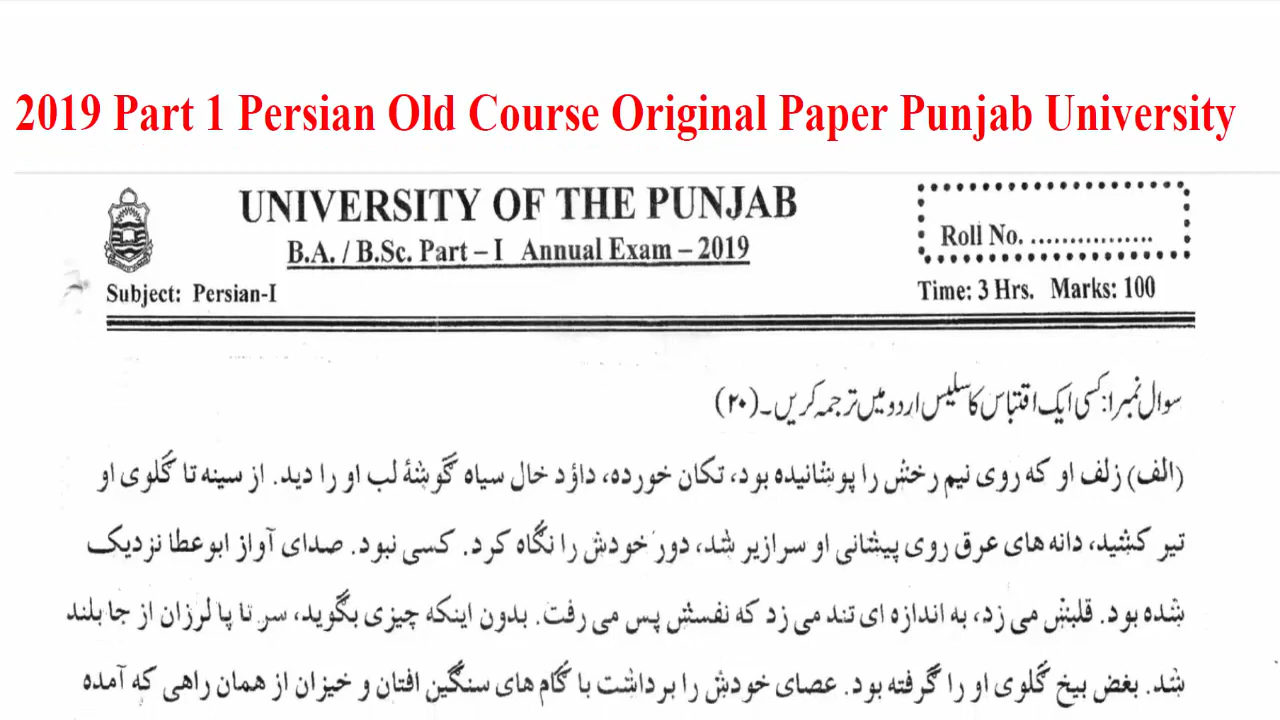 2019 Part 1 Persian Old Course Original Paper Punjab University
UNIVERSITY OF THE PUNJAB
B.A. / B.Sc. Part – I Annual Exam – 2019
Roll No. ................
Subject: Persian-I
Time: 3 Hrs. Marks: 100
سوال نمبر ۱: کسی ایک اقتباس کا سلیس اردو میں ترجمہ کریں۔ (۲۰)
(الف) زلف او که روی نیم رخش را پوشانیده بود، تکان خورده، داؤد خال سیاه گوشۀ لب او را دید. از سینه تا گلوی او
تیر کشید، دانه های عرق روی پیشانی او سرازیر شد، دور خودش را نگاه کرد. کسی نبود. صدای آواز ابوعطا نزدیک
شده بود. قلبش می زد، به اندازه ای تند می زد که نفسش پس می رفت. بدون اینکه چیزی بگوید، سر تا پا لرزان از جا بلند
شد. بغض بیخ گلوی او را گرفته بود. عصای خودش را برداشت با گام های سنگین افتان و خیزان از همان راهی که آمده